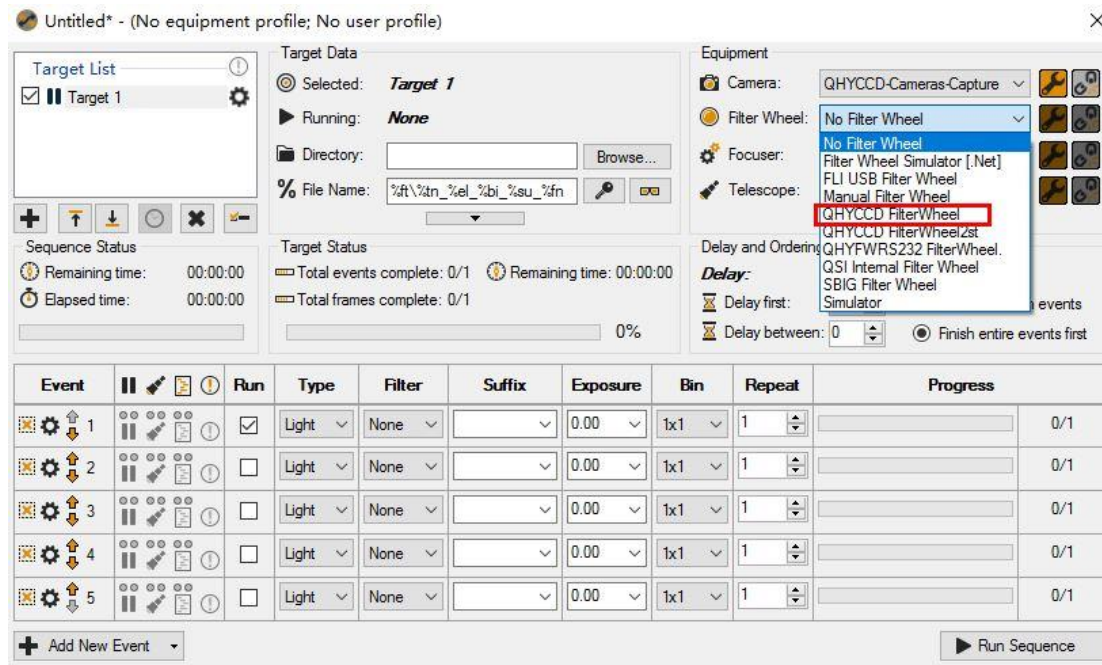 Untitled* - (No equipment profile; No user profile)
Target List
Target 1
Target Data
Selected: Target 1
Running: None
Directory: Browse...
File Name: %ft\%tn_%el_%bi_%su_%fn
Equipment
Camera: QHYCCD-Cameras-Capture
Filter Wheel: No Filter Wheel
Focuser:
Telescope:
No Filter Wheel
Filter Wheel Simulator [.Net]
FLI USB Filter Wheel
Manual Filter Wheel
QHYCCD FilterWheel
QHYCCD FilterWheel2st
QHYFWRS232 FilterWheel.
QSI Internal Filter Wheel
SBIG Filter Wheel
Simulator
Sequence Status
Remaining time: 00:00:00
Elapsed time: 00:00:00
Target Status
Total events complete: 0/1 Remaining time: 00:00:00
Total frames complete: 0/1
0%
Delay and Ordering
Delay:
Delay first: events
Delay between: 0 Finish entire events first
Event Run Type Filter Suffix Exposure Bin Repeat Progress
1 Light None 0.00 1x1 1 0/1
2 Light None 0.00 1x1 1 0/1
3 Light None 0.00 1x1 1 0/1
4 Light None 0.00 1x1 1 0/1
5 Light None 0.00 1x1 1 0/1
Add New Event Run Sequence